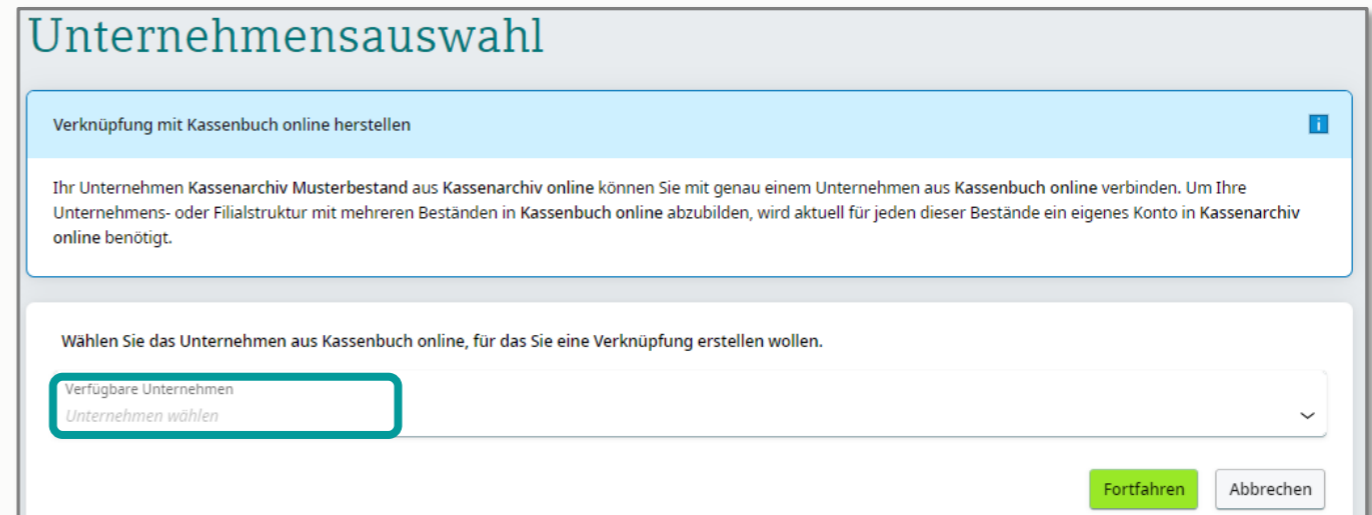 Unternehmensauswahl
Verknüpfung mit Kassenbuch online herstellen
i
Ihr Unternehmen Kassenarchiv Musterbestand aus Kassenarchiv online können Sie mit genau einem Unternehmen aus Kassenbuch online verbinden. Um Ihre
Unternehmens- oder Filialstruktur mit mehreren Beständen in Kassenbuch online abzubilden, wird aktuell für jeden dieser Bestände ein eigenes Konto in Kassenarchiv
online benötigt.
Wählen Sie das Unternehmen aus Kassenbuch online, für das Sie eine Verknüpfung erstellen wollen.
Verfügbare Unternehmen
Unternehmen wählen
Fortfahren Abbrechen